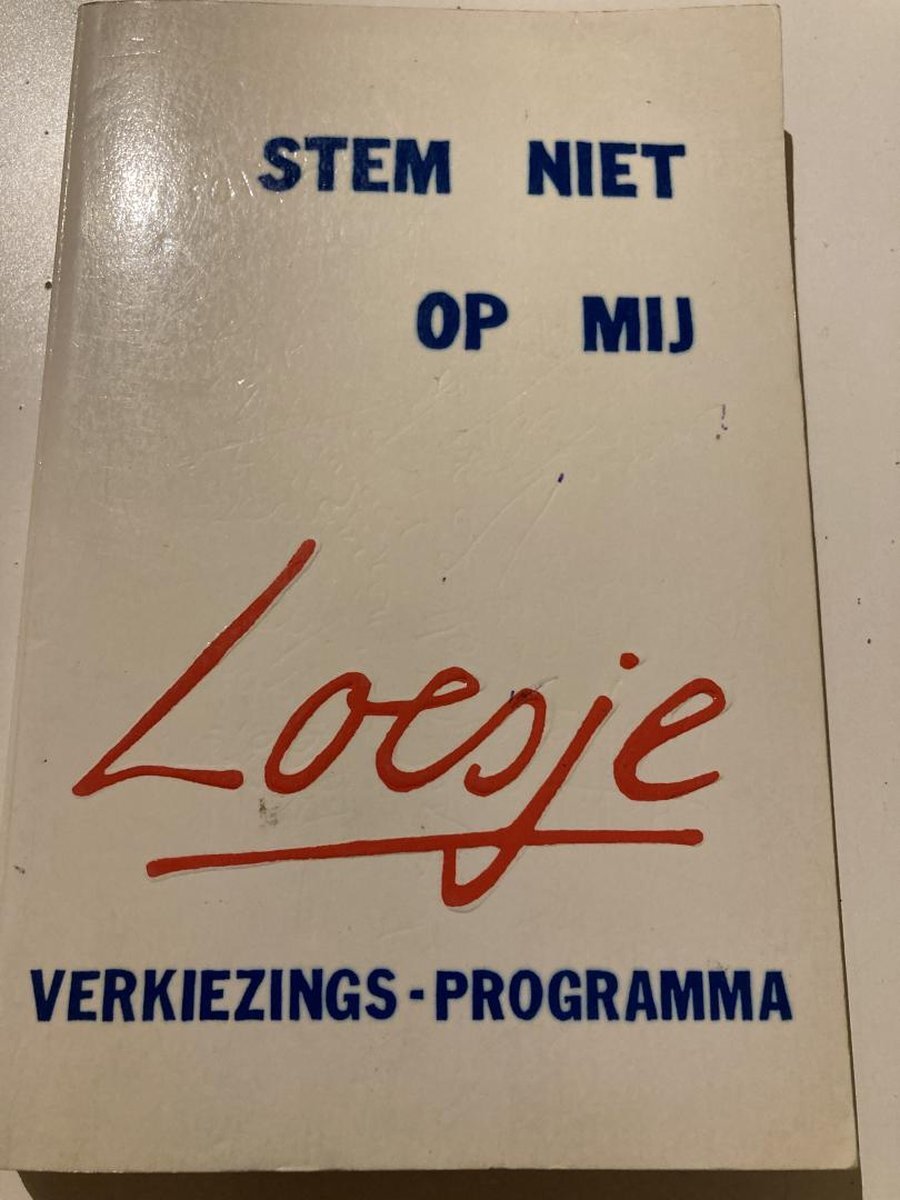 STEM NIET
OP MIJ
Loesje
VERKIEZINGS-PROGRAMMA